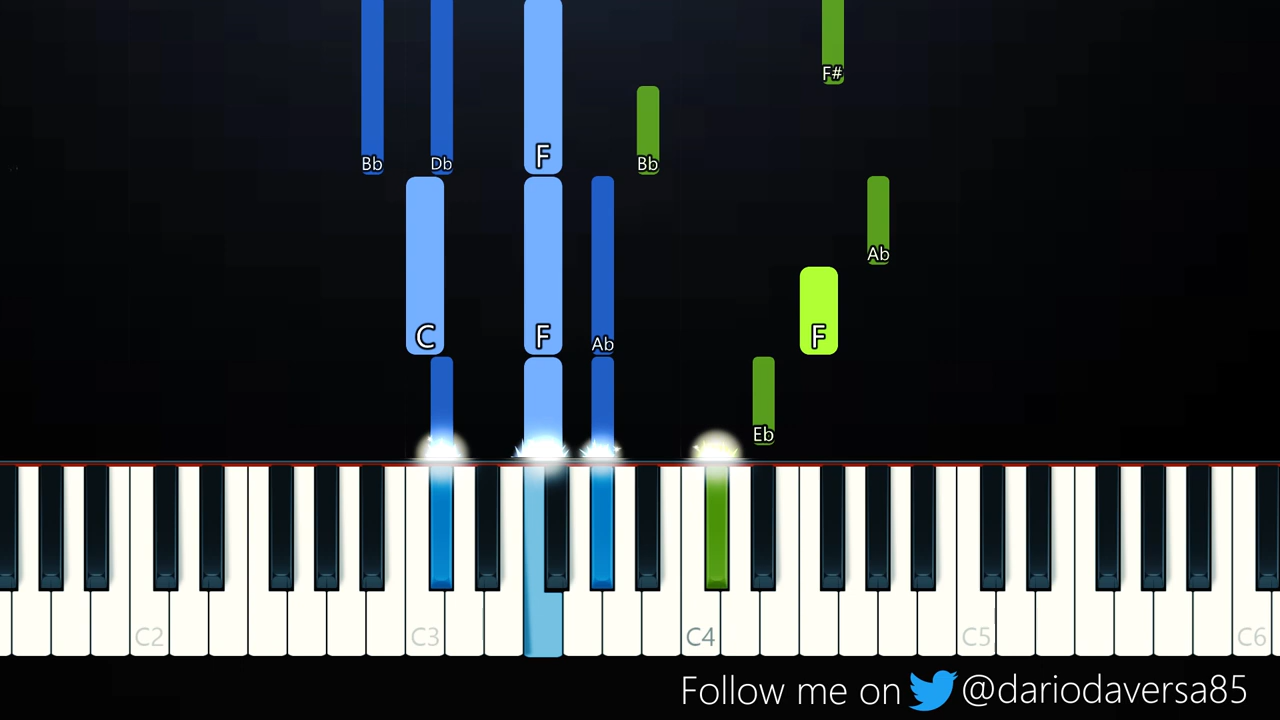 F#
Bb Db F Bb
Ab
C F Ab F
Eb
C2 C3 C4 C5 C6
Follow me on @dariodaversa85